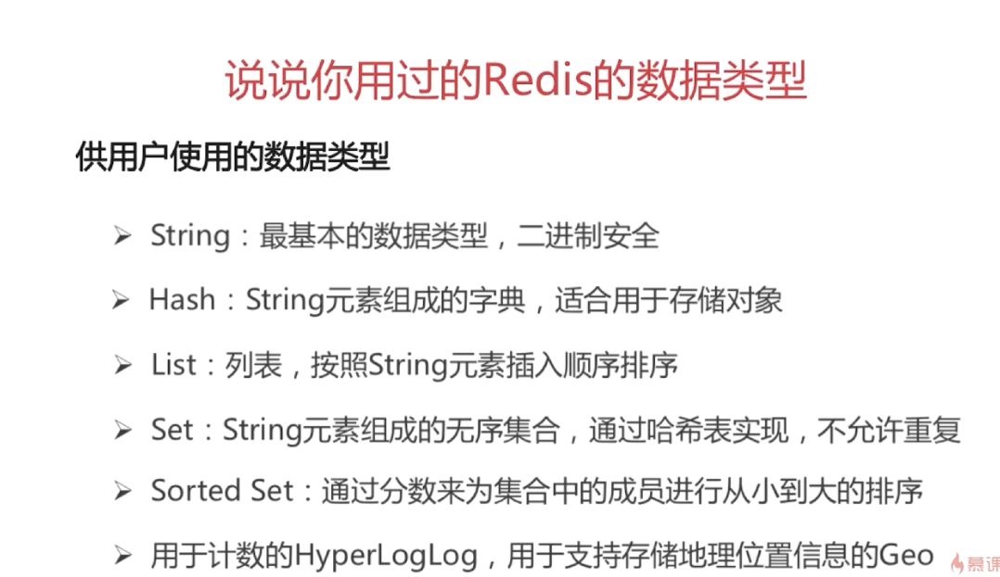 说说你用过的Redis的数据类型
供用户使用的数据类型
➢ String：最基本的数据类型，二进制安全
➢ Hash：String元素组成的字典，适合用于存储对象
➢ List：列表，按照String元素插入顺序排序
➢ Set：String元素组成的无序集合，通过哈希表实现，不允许重复
➢ Sorted Set：通过分数来为集合中的成员进行从小到大的排序
➢ 用于计数的HyperLogLog，用于支持存储地理位置信息的Geo
慕课